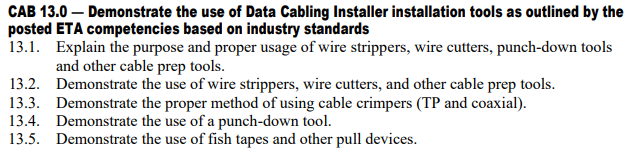 CAB 13.0 — Demonstrate the use of Data Cabling Installer installation tools as outlined by the
posted ETA competencies based on industry standards
13.1. Explain the purpose and proper usage of wire strippers, wire cutters, punch-down tools
and other cable prep tools.
13.2. Demonstrate the use of wire strippers, wire cutters, and other cable prep tools.
13.3. Demonstrate the proper method of using cable crimpers (TP and coaxial).
13.4. Demonstrate the use of a punch-down tool.
13.5. Demonstrate the use of fish tapes and other pull devices.